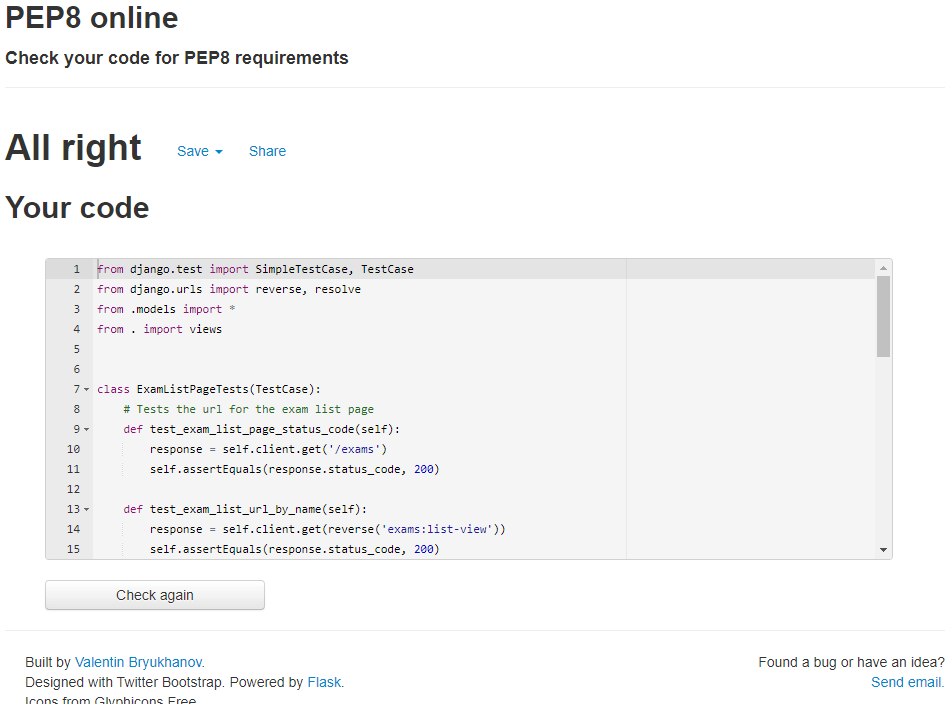 PEP8 online
Check your code for PEP8 requirements
All right Save Share
Your code
1 from django.test import SimpleTestCase, TestCase
2 from django.urls import reverse, resolve
3 from .models import *
4 from . import views
5
6
7 class ExamListPageTests(TestCase):
8 # Tests the url for the exam list page
9 def test_exam_list_page_status_code(self):
10 response = self.client.get('/exams')
11 self.assertEquals(response.status_code, 200)
12
13 def test_exam_list_url_by_name(self):
14 response = self.client.get(reverse('exams:list-view'))
15 self.assertEquals(response.status_code, 200)
Check again
Built by Valentin Bryukhanov. Found a bug or have an idea?
Designed with Twitter Bootstrap. Powered by Flask. Send email.
Icons from Glyphicons Free